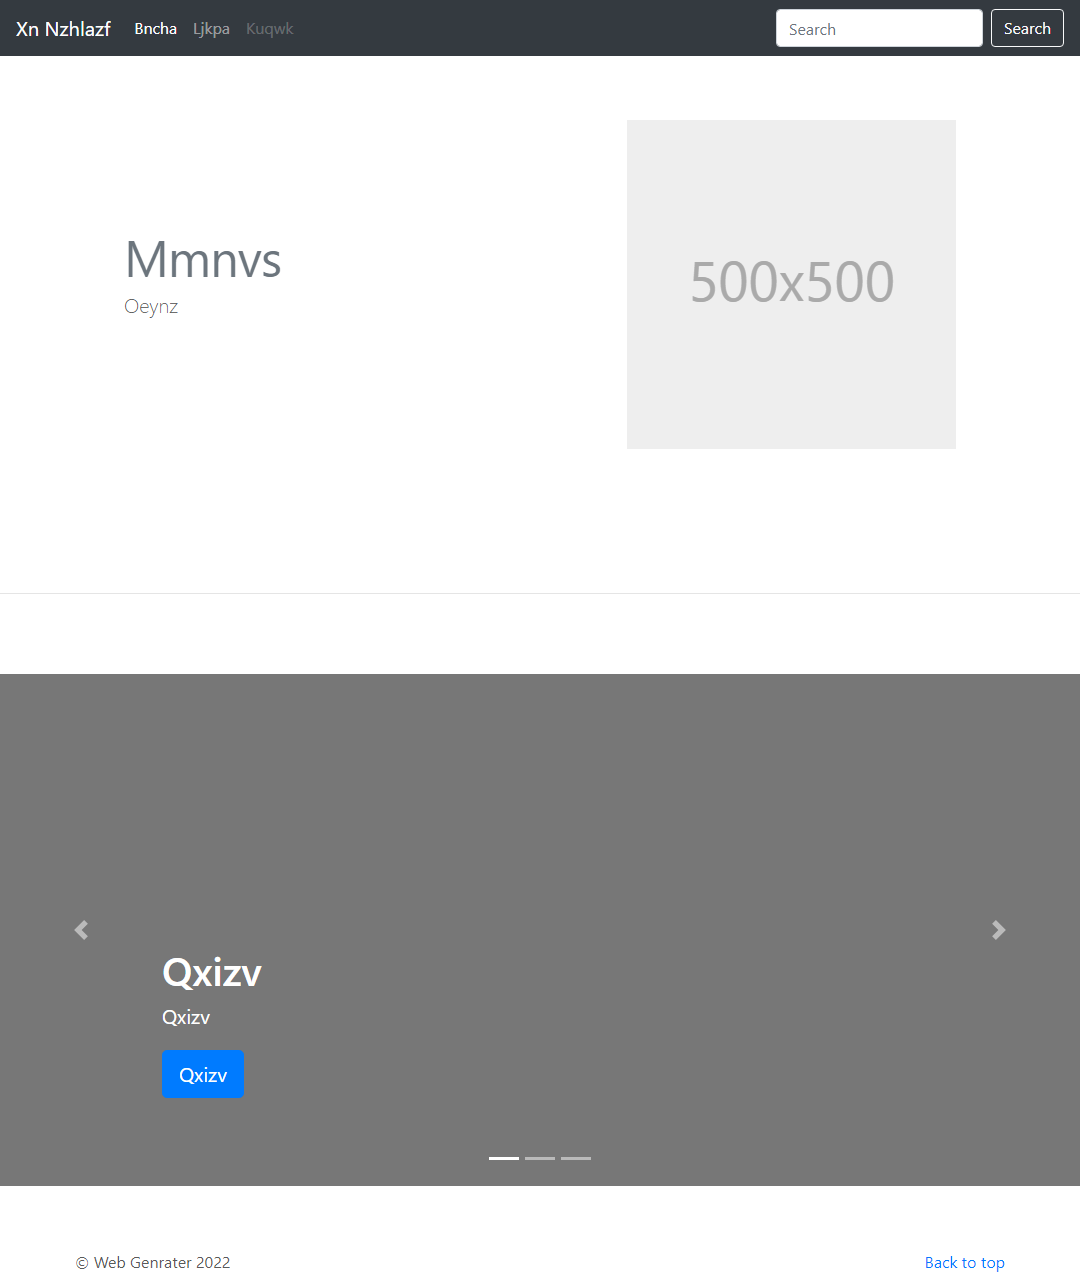 Xn Nzhlazf Bncha Ljkpa Kuqwk Search Search
500x500
Mmnvs
Oeynz
Qxizv
Qxizv
Qxizv
© Web Genrater 2022 Back to top